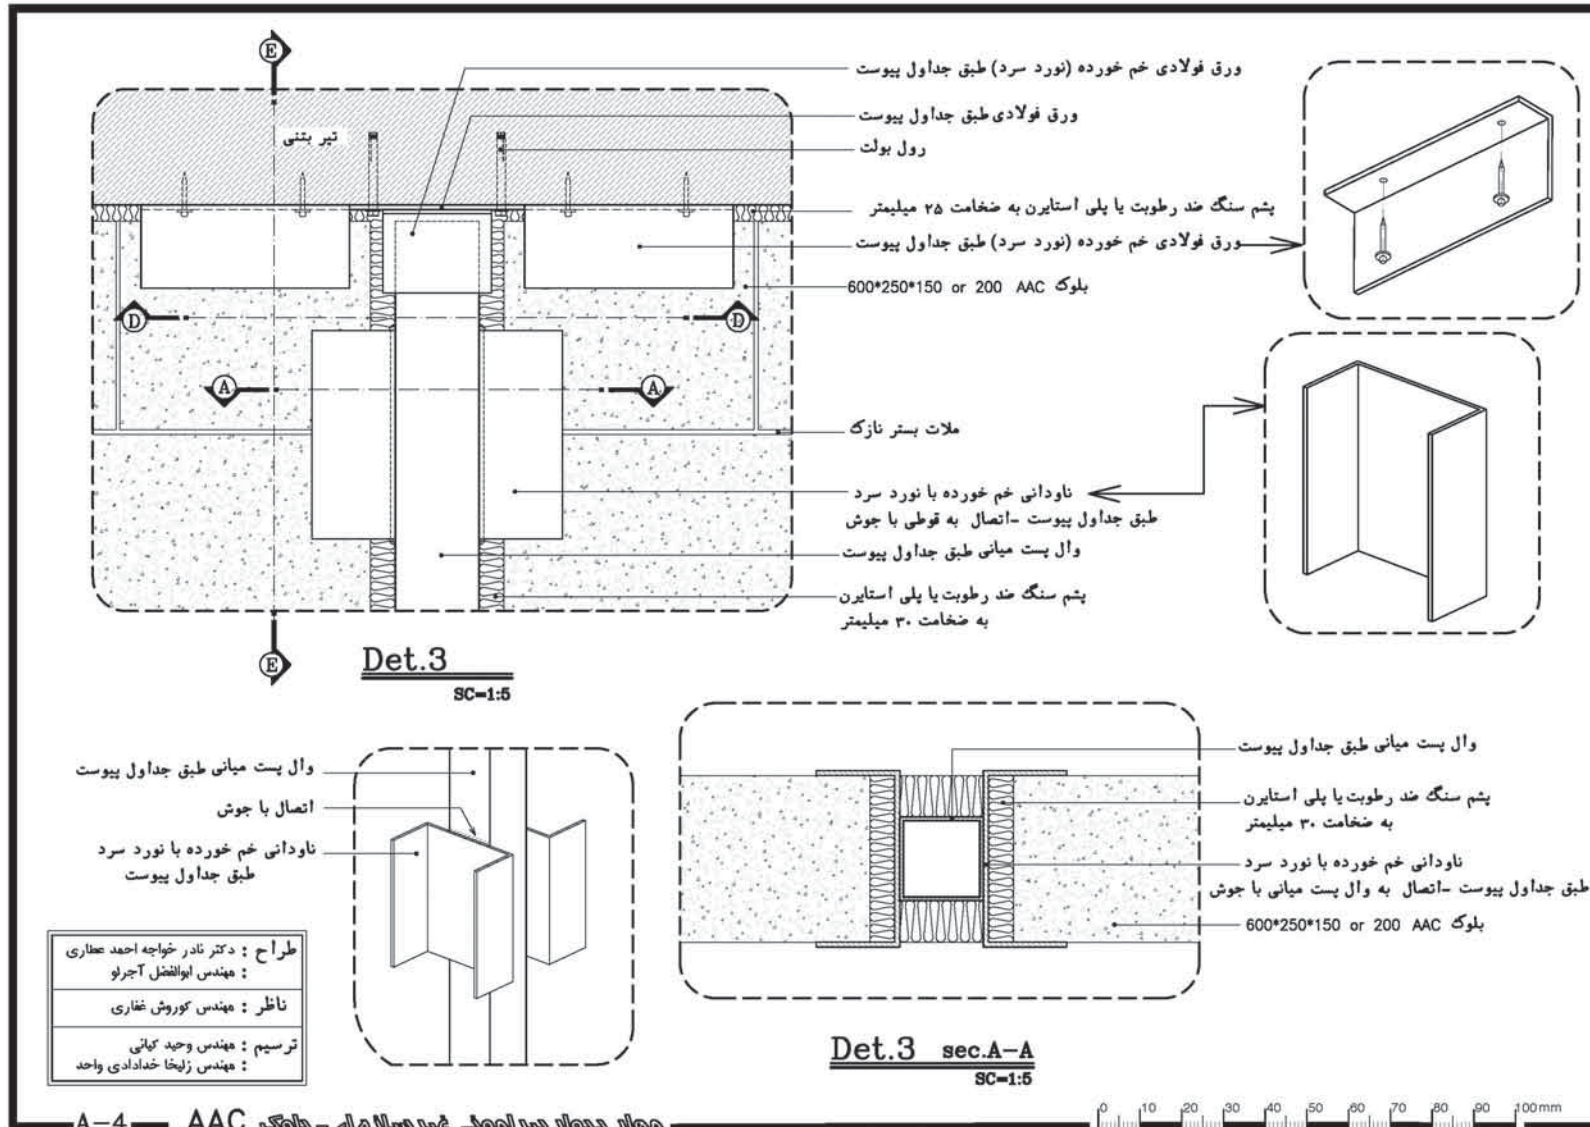 E
ورق فولادی خم خورده (نورد سرد) طبق جداول پیوست
ورق فولادی طبق جداول پیوست
تیر بتنی
رول بولت
پشم سنگ ضد رطوبت یا پلی استایرن به ضخامت ۲۵ میلیمتر
ورق فولادی خم خورده (نورد سرد) طبق جداول پیوست
بلوک 600*250*150 or 200 AAC
D
D
A
A
ملات بستر نازک
ناودانی خم خورده با نورد سرد
طبق جداول پیوست -اتصال به قوطی با جوش
وال پست میانی طبق جداول پیوست
پشم سنگ ضد رطوبت یا پلی استایرن
به ضخامت ۳۰ میلیمتر
E
Det.3
SC=1:5
وال پست میانی طبق جداول پیوست
اتصال با جوش
ناودانی خم خورده با نورد سرد
طبق جداول پیوست
وال پست میانی طبق جداول پیوست
پشم سنگ ضد رطوبت یا پلی استایرن
به ضخامت ۳۰ میلیمتر
ناودانی خم خورده با نورد سرد
طبق جداول پیوست -اتصال به وال پست میانی با جوش
بلوک 600*250*150 or 200 AAC
Det.3 sec.A-A
SC=1:5
طراح : دکتر نادر خواجه احمد عطاری
: مهندس ابوالفضل آجرلو
ناظر : مهندس کوروش غفاری
ترسیم : مهندس وحید کیانی
: مهندس زلیخا خدادادی واحد
A-4
مهار دیوار پیرامونی غیر سازه‌ای - بلوک AAC
0 10 20 30 40 50 60 70 80 90 100mm